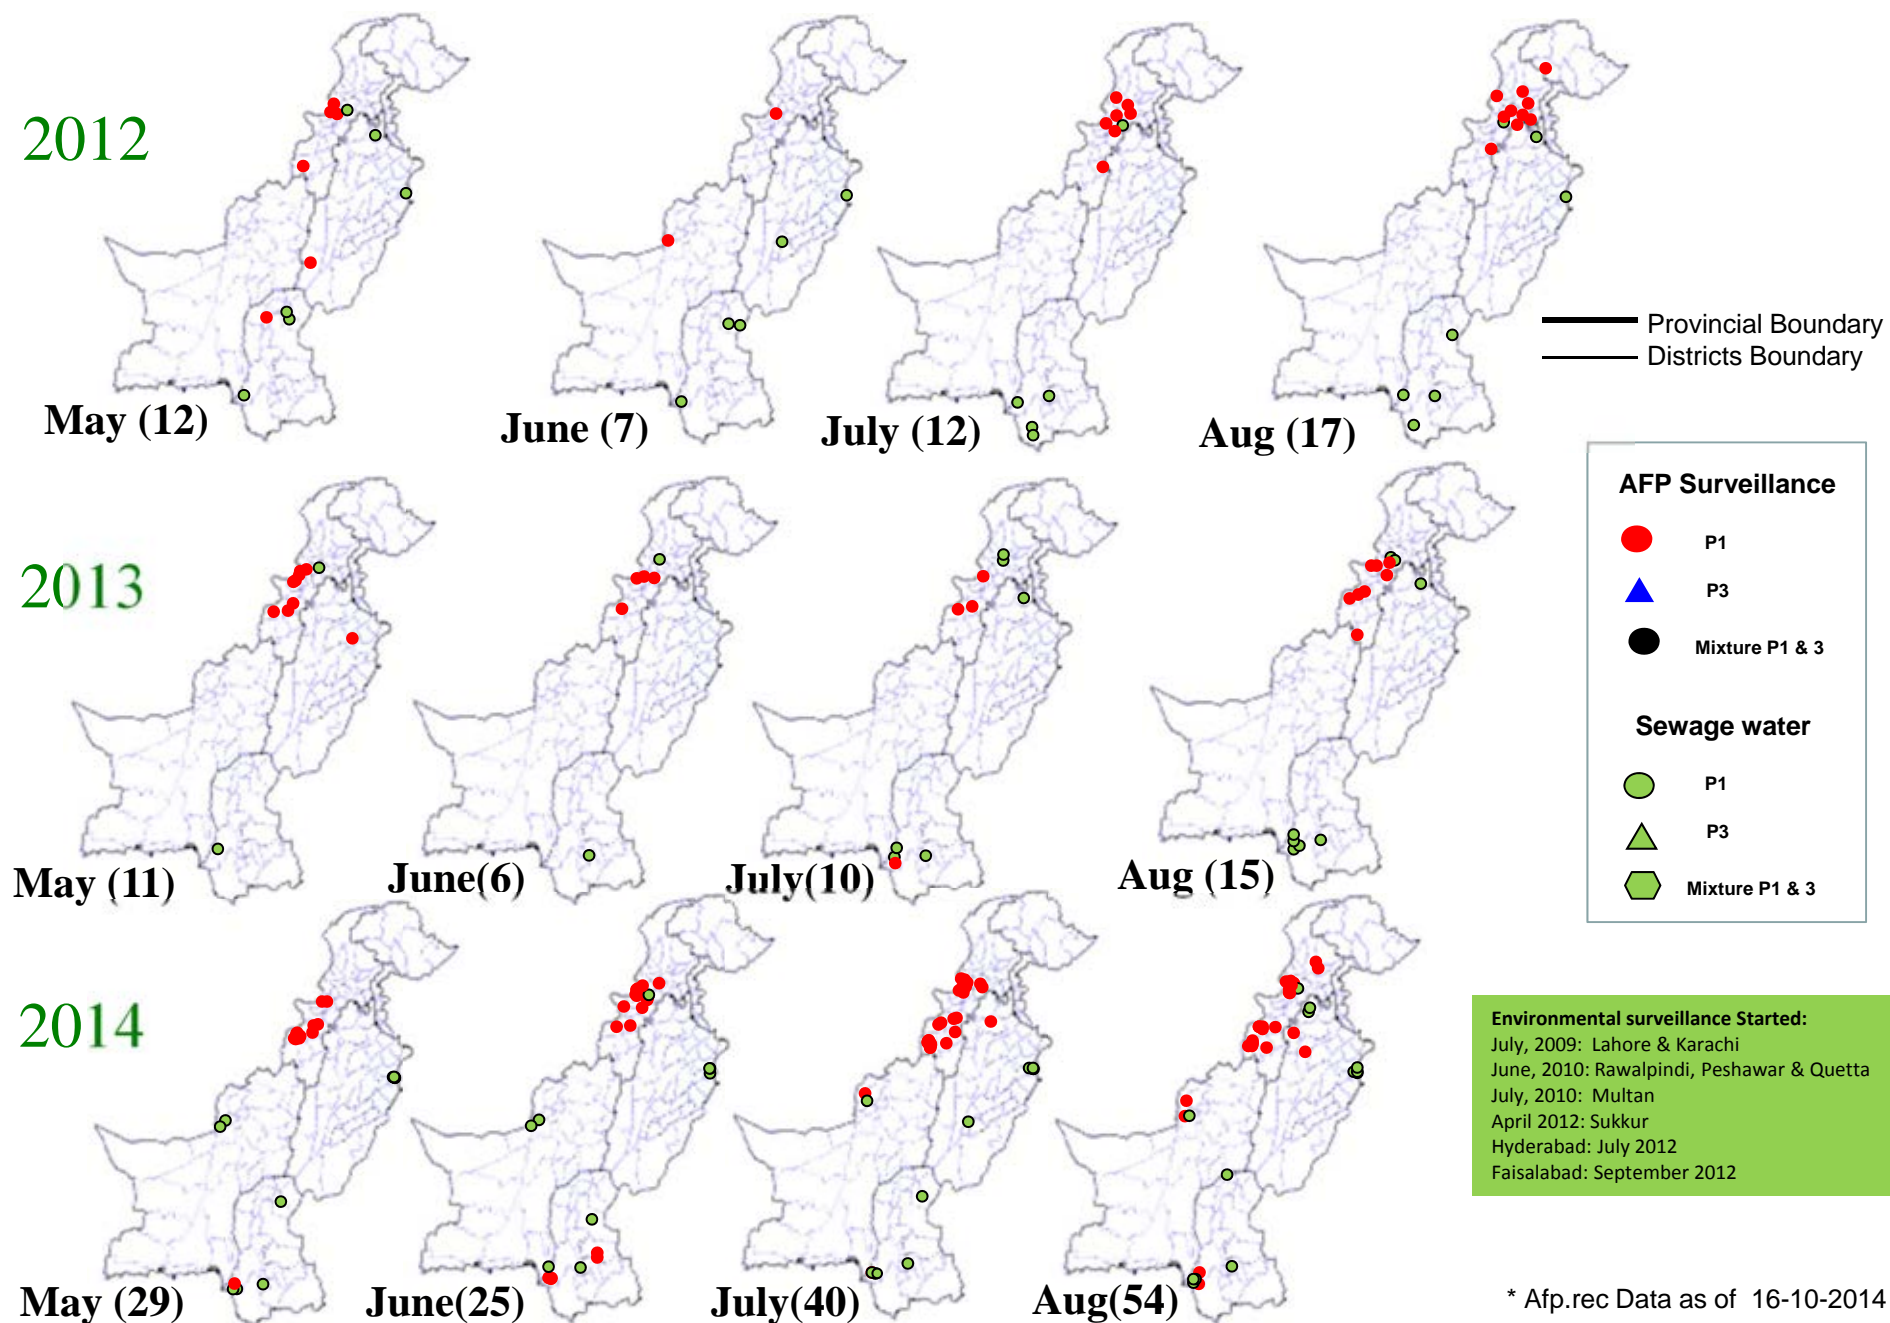 2012
May (12)
June (7)
July (12)
Aug (17)
Provincial Boundary
Districts Boundary
2013
May (11)
June(6)
July(10)
Aug (15)
AFP Surveillance
P1
P3
Mixture P1 & 3
Sewage water
P1
P3
Mixture P1 & 3
2014
May (29)
June(25)
July(40)
Aug(54)
Environmental surveillance Started:
July, 2009: Lahore & Karachi
June, 2010: Rawalpindi, Peshawar & Quetta
July, 2010: Multan
April 2012: Sukkur
Hyderabad: July 2012
Faisalabad: September 2012
* Afp.rec Data as of 16-10-2014